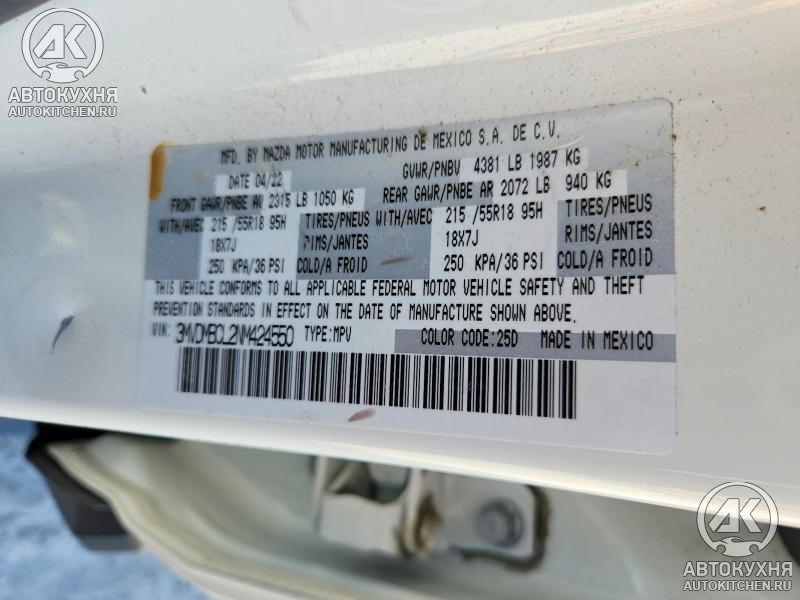 АК
АВТОКУХНЯ
AUTOKITCHEN.RU
MFD. BY MAZDA MOTOR MANUFACTURING DE MEXICO S.A. DE C.V.
DATE 04/22 GVWR/PNBV 4381 LB 1987 KG
FRONT GAWR/PNBE AV 2315 LB 1050 KG REAR GAWR/PNBE AR 2072 LB 940 KG
WITH/AVEC 215 /55R18 95H TIRES/PNEUS WITH/AVEC 215 /55R18 95H TIRES/PNEUS
18X7J RIMS/JANTES 18X7J RIMS/JANTES
250 KPA/36 PSI COLD/A FROID 250 KPA/36 PSI COLD/A FROID
THIS VEHICLE CONFORMS TO ALL APPLICABLE FEDERAL MOTOR VEHICLE SAFETY AND THEFT
PREVENTION STANDARDS IN EFFECT ON THE DATE OF MANUFACTURE SHOWN ABOVE.
VIN: 3MVDMBCL2NM424550 TYPE:MPV COLOR CODE:25D MADE IN MEXICO
АК
АВТОКУХНЯ
AUTOKITCHEN.RU